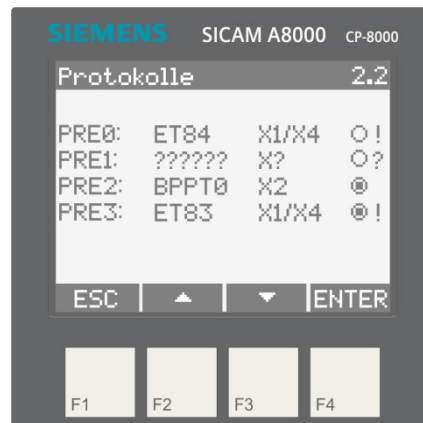 SIEMENS SICAM A8000 CP-8000
Protokolle 2.2
PRE0: ET84 X1/X4 !
PRE1: ?????? X? ?
PRE2: BPPT0 X2
PRE3: ET83 X1/X4 !
ESC ENTER
F1 F2 F3 F4